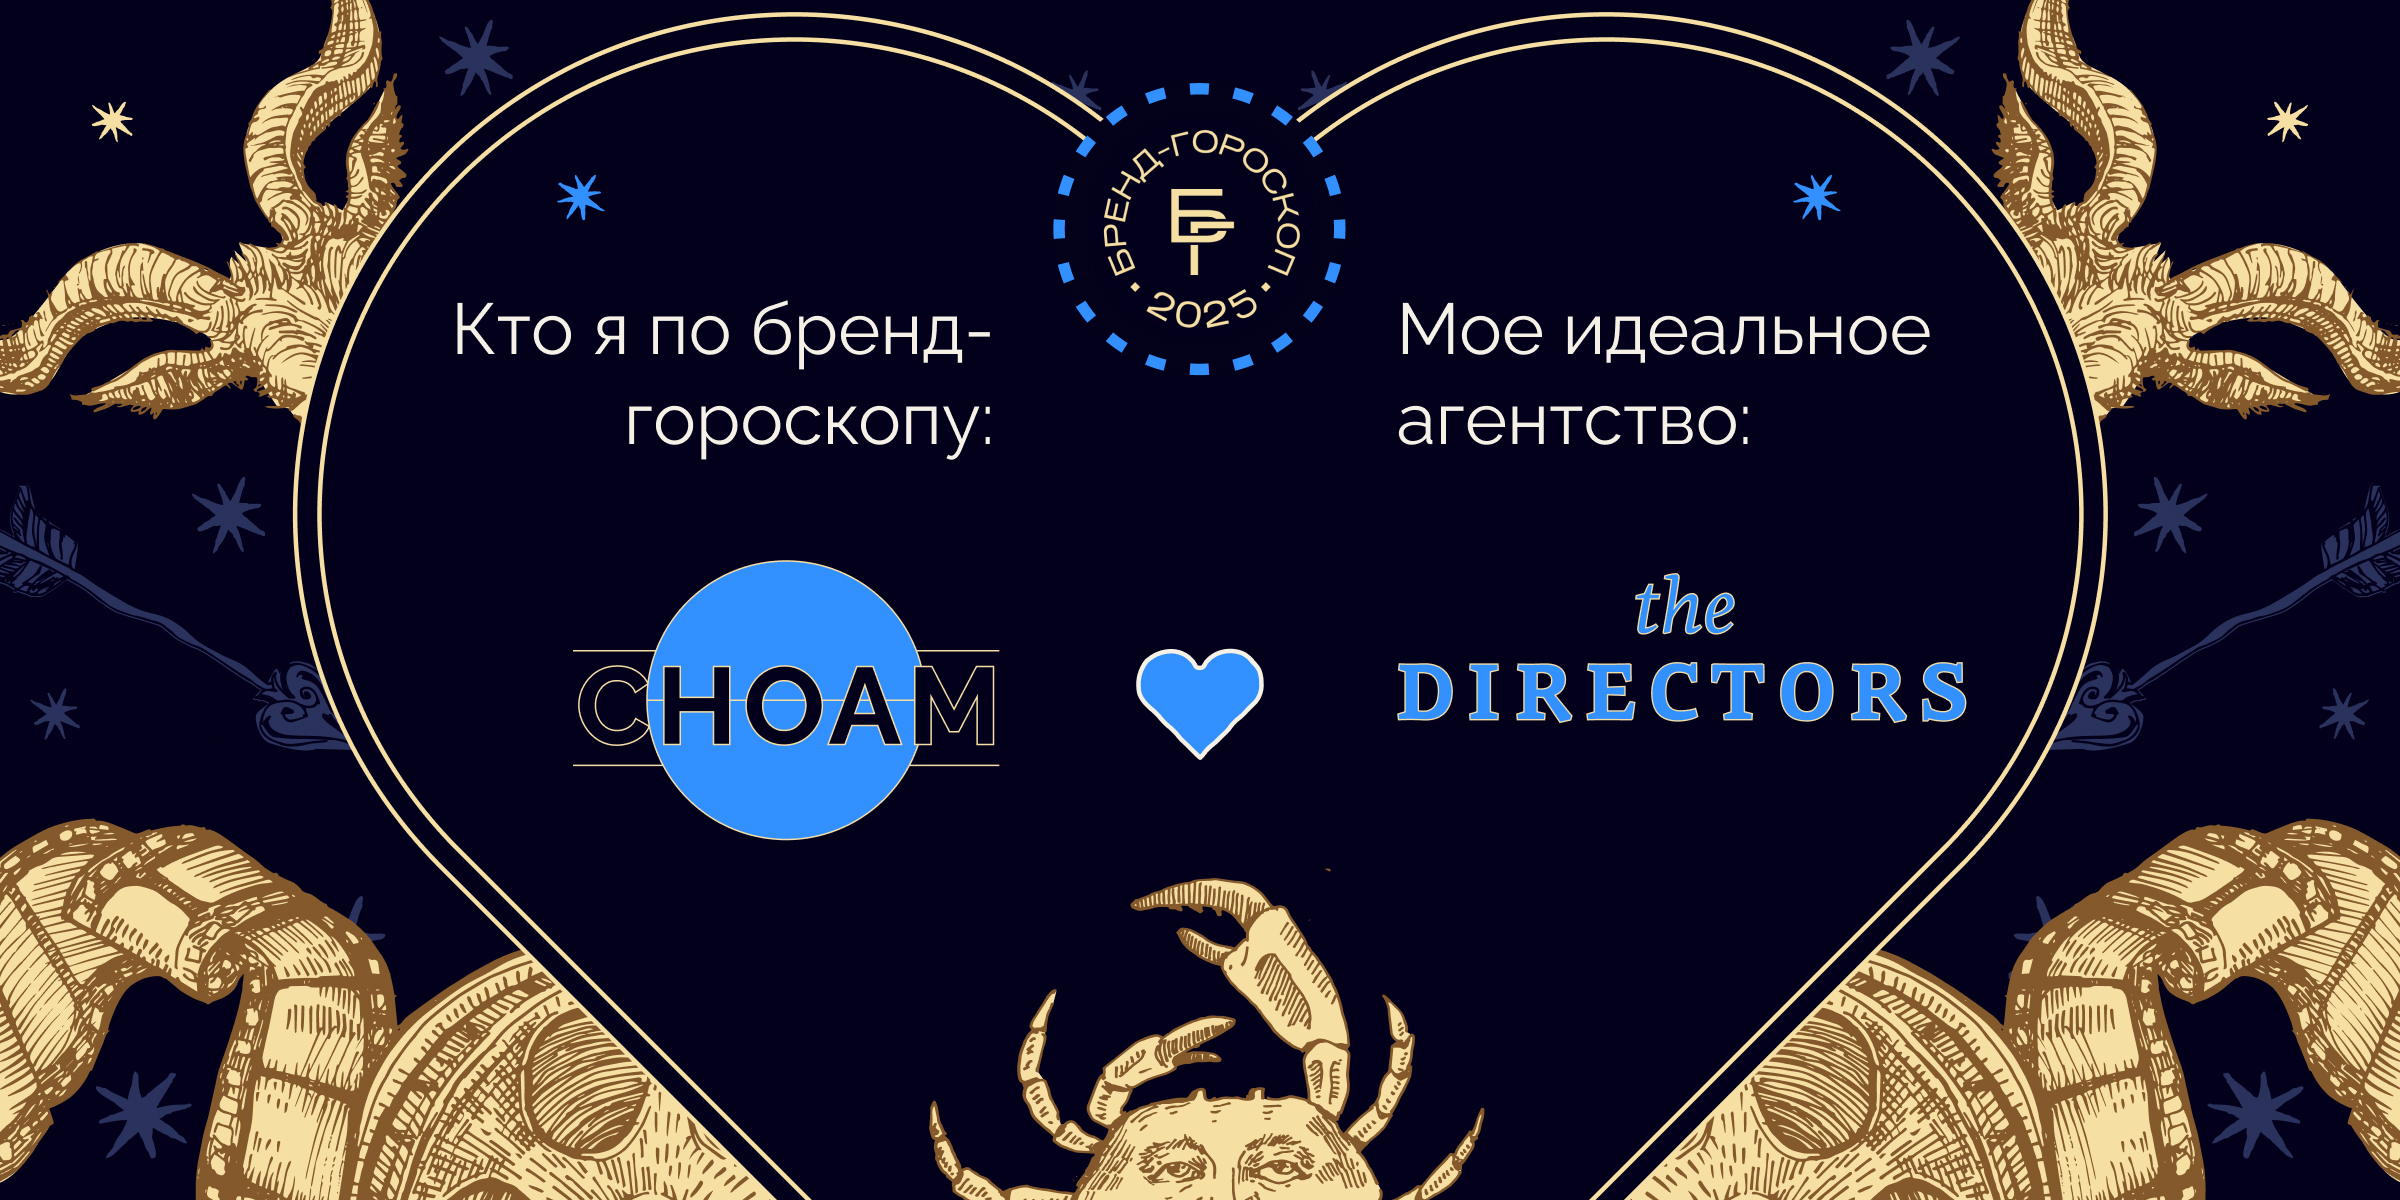 БРЕНД-ГОРОСКОП
БГ
• 2025 •
Кто я по бренд-
гороскопу:
Мое идеальное
агентство:
CHOAM
the
DIRECTORS